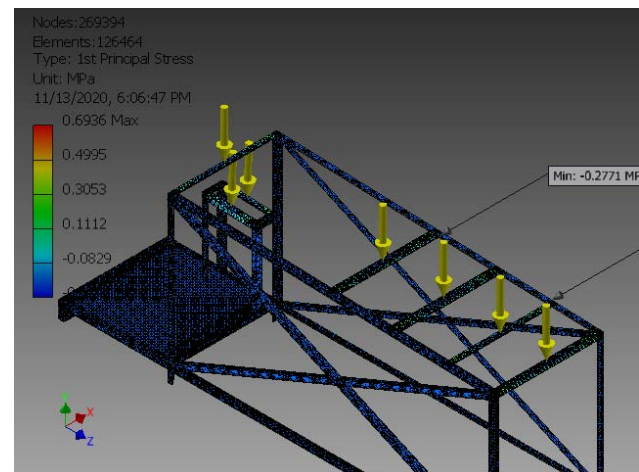 Nodes:269394
Elements:126464
Type: 1st Principal Stress
Unit: MPa
11/13/2020, 6:06:47 PM
0.6936 Max
0.4995
0.3053
0.1112
-0.0829
Min: -0.2771
X
Z